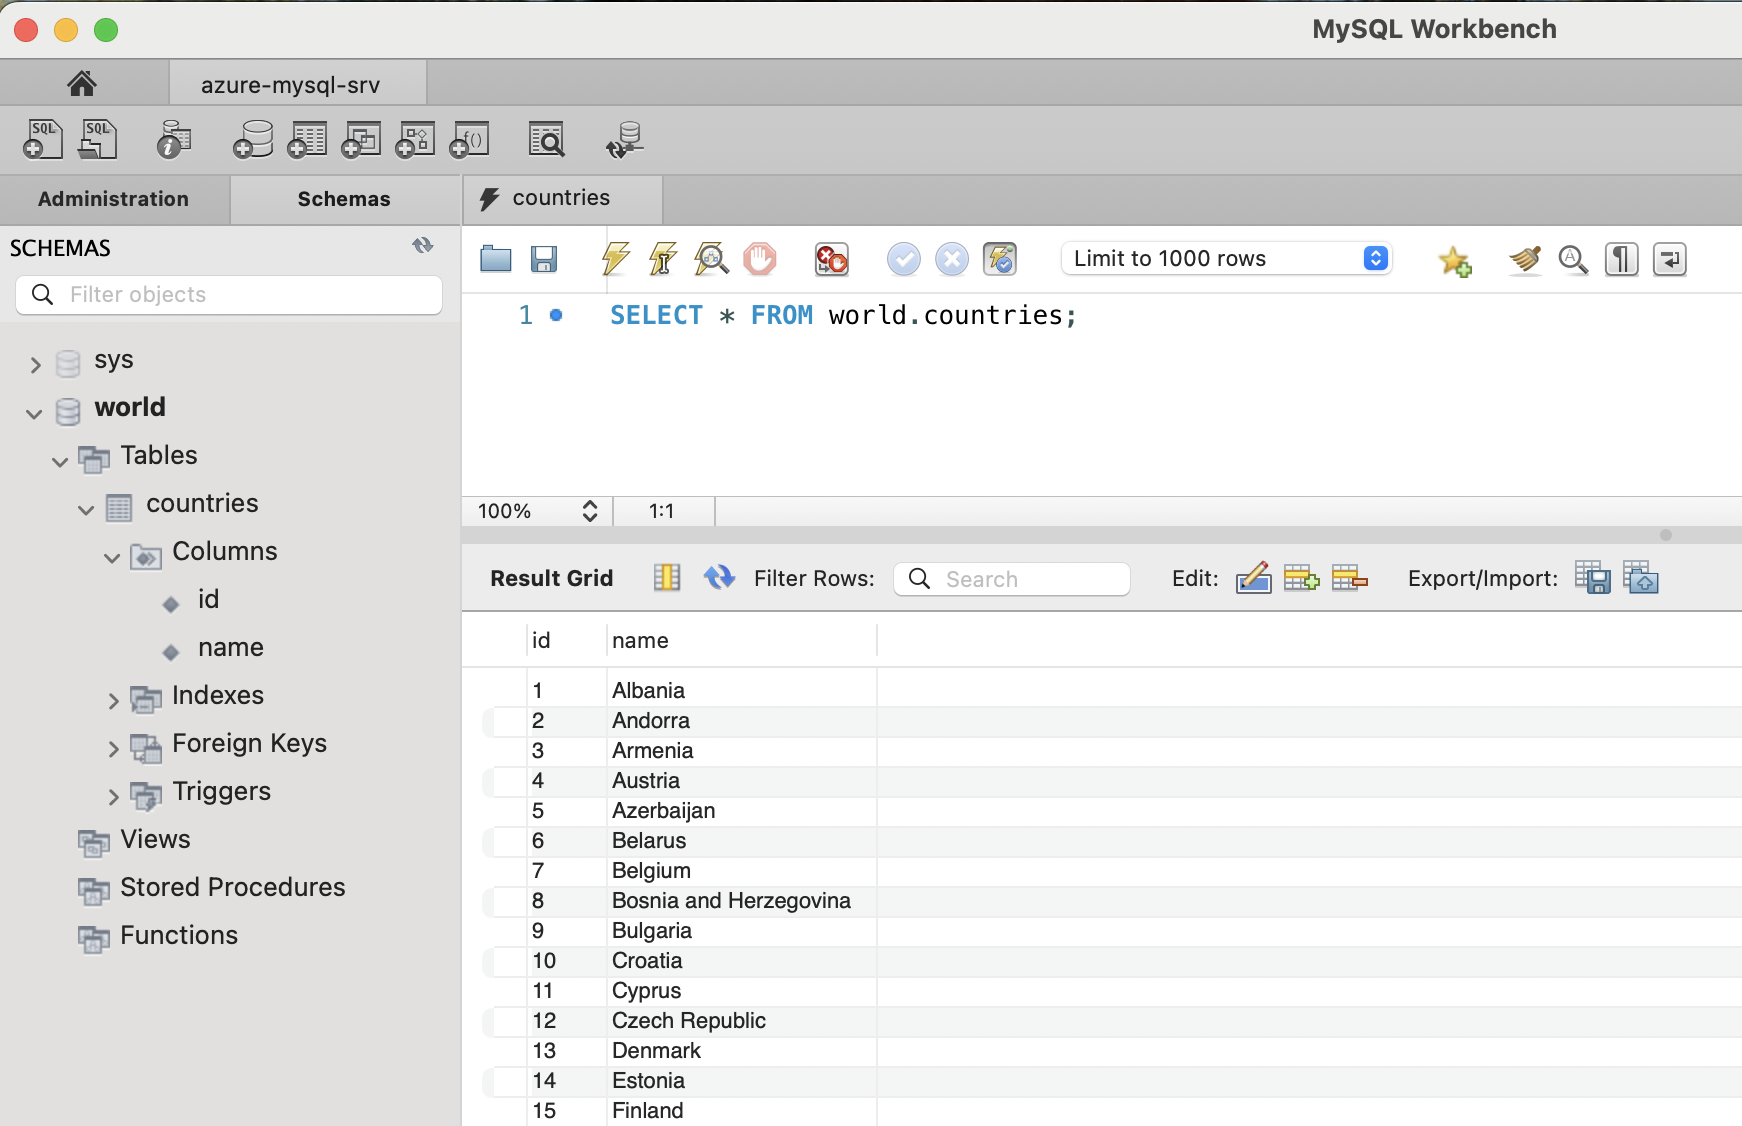 MySQL Workbench
azure-mysql-srv
SQL SQL
Administration Schemas countries
SCHEMAS
Filter objects
Limit to 1000 rows
1 SELECT * FROM world.countries;
sys
world
Tables
countries
Columns
id
name
Indexes
Foreign Keys
Triggers
Views
Stored Procedures
Functions
100% 1:1
Result Grid Filter Rows: Search Edit: Export/Import:
id name
1 Albania
2 Andorra
3 Armenia
4 Austria
5 Azerbaijan
6 Belarus
7 Belgium
8 Bosnia and Herzegovina
9 Bulgaria
10 Croatia
11 Cyprus
12 Czech Republic
13 Denmark
14 Estonia
15 Finland